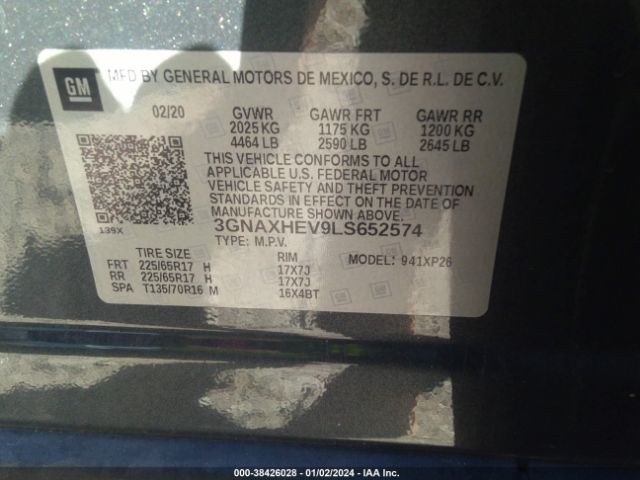 GM
MFD BY GENERAL MOTORS DE MEXICO, S. DE R.L. DE C.V.
02/20 GVWR GAWR FRT GAWR RR
2025 KG 1175 KG 1200 KG
4464 LB 2590 LB 2645 LB
THIS VEHICLE CONFORMS TO ALL
APPLICABLE U.S. FEDERAL MOTOR
VEHICLE SAFETY AND THEFT PREVENTION
STANDARDS IN EFFECT ON THE DATE OF
MANUFACTURE SHOWN ABOVE.
139X 3GNAXHEV9LS652574
TYPE: M.P.V.
TIRE SIZE RIM MODEL: 941XP26
FRT 225/65R17 H 17X7J
RR 225/65R17 H 17X7J
SPA T135/70R16 M 16X4BT
000-38426028 - 01/02/2024 - IAA Inc.